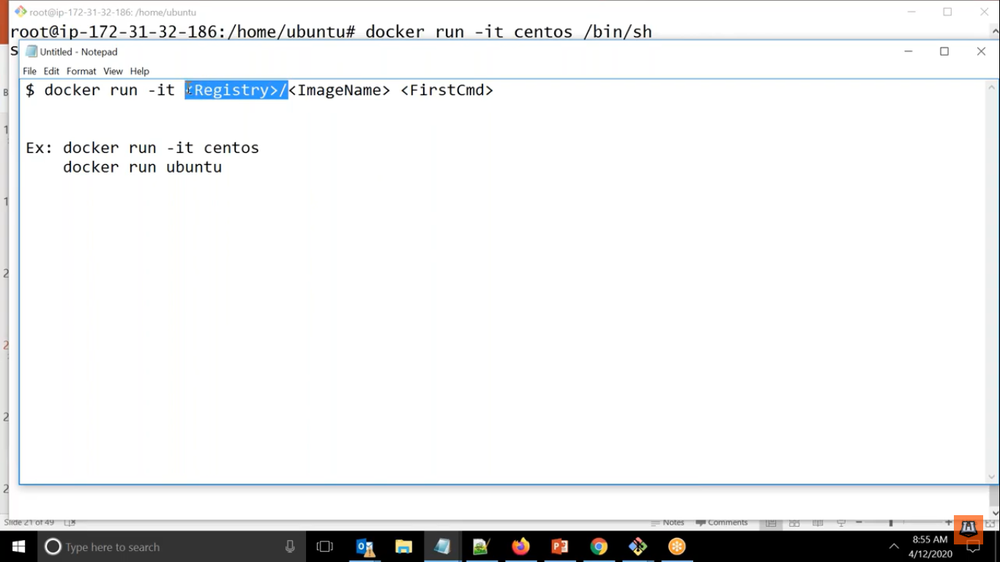 root@ip-172-31-32-186: /home/ubuntu
root@ip-172-31-32-186:/home/ubuntu# docker run -it centos /bin/sh
s
Untitled - Notepad
File Edit Format View Help
$ docker run -it <Registry>/<ImageName> <FirstCmd>
Ex: docker run -it centos
docker run ubuntu
Slide 21 of 49
Notes
Comments
Type here to search
8:55 AM
4/12/2020